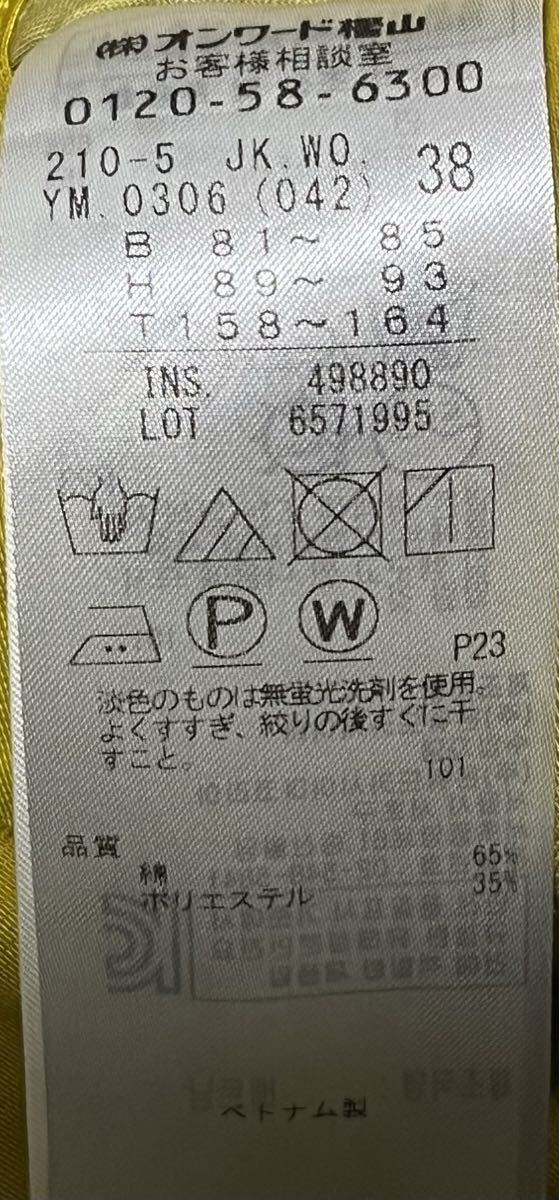 (株)オンワード樫山
お客様相談室
0120-58-6300
210-5 JK.WO. 38
YM.0306(042)
B 81~ 85
H 89~ 93
T158~164
INS. 498890
LOT 6571995
P W
P23
淡色のものは無蛍光洗剤を使用。
よくすすぎ、絞りの後すぐに干
すこと。
101
品質
綿 65%
ポリエステル 35%
ベトナム製